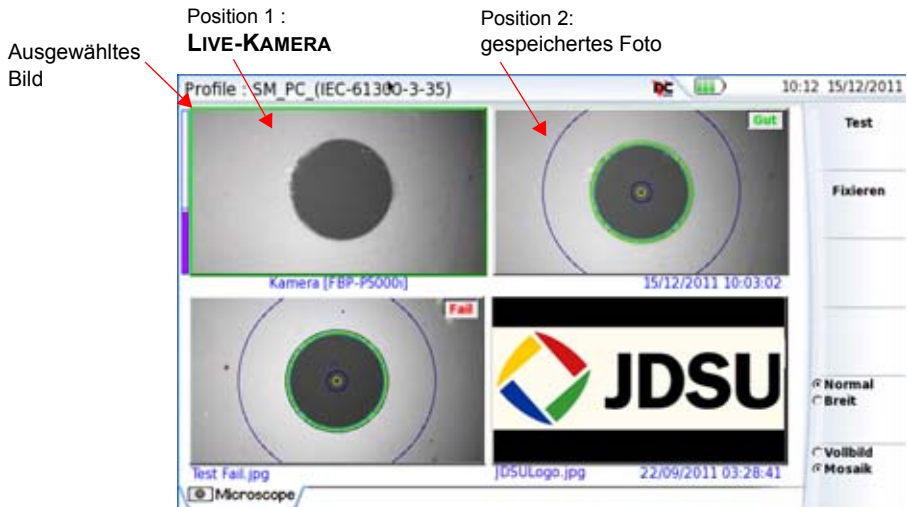 Position 1 :
LIVE-KAMERA
Position 2:
gespeichertes Foto
Ausgewähltes
Bild
Profile : SM_PC_(IEC-61300-3-35)
DC
10:12 15/12/2011
Gut
Test
Fixieren
Kamera [FBP-P5000i]
15/12/2011 10:03:02
Fail
JDSU
Normal
Breit
Test Fail.jpg
JDSULogo.jpg
22/09/2011 03:28:41
Vollbild
Mosaik
Microscope